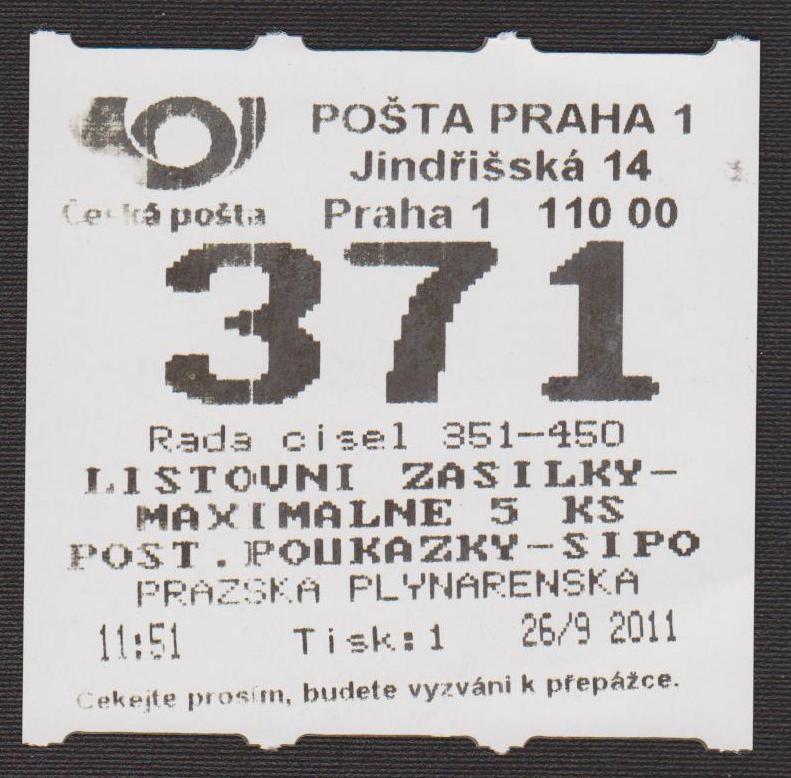 POŠTA PRAHA 1
Jindřišská 14
Česká pošta
Praha 1 110 00
371
Rada cisel 351-450
LISTOVNI ZASILKY-
MAXIMALNE 5 KS
POST.POUKAZKY-SIPO
PRAZSKA PLYNARENSKA
11:51 Tisk:1 26/9 2011
Čekejte prosím, budete vyzváni k přepážce.